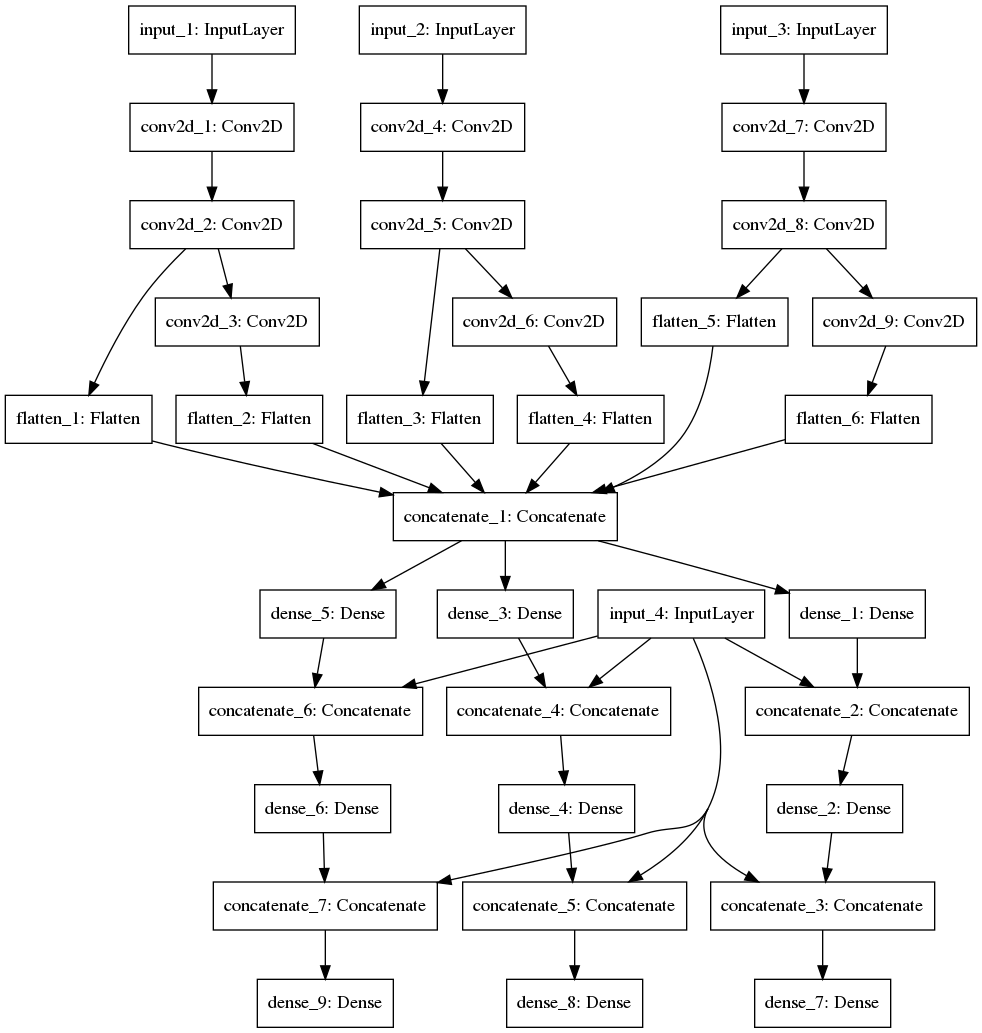 input_1: InputLayer
input_2: InputLayer
input_3: InputLayer
conv2d_1: Conv2D
conv2d_4: Conv2D
conv2d_7: Conv2D
conv2d_2: Conv2D
conv2d_5: Conv2D
conv2d_8: Conv2D
conv2d_3: Conv2D
conv2d_6: Conv2D
flatten_5: Flatten
conv2d_9: Conv2D
flatten_1: Flatten
flatten_2: Flatten
flatten_3: Flatten
flatten_4: Flatten
flatten_6: Flatten
concatenate_1: Concatenate
dense_5: Dense
dense_3: Dense
input_4: InputLayer
dense_1: Dense
concatenate_6: Concatenate
concatenate_4: Concatenate
concatenate_2: Concatenate
dense_6: Dense
dense_4: Dense
dense_2: Dense
concatenate_7: Concatenate
concatenate_5: Concatenate
concatenate_3: Concatenate
dense_9: Dense
dense_8: Dense
dense_7: Dense